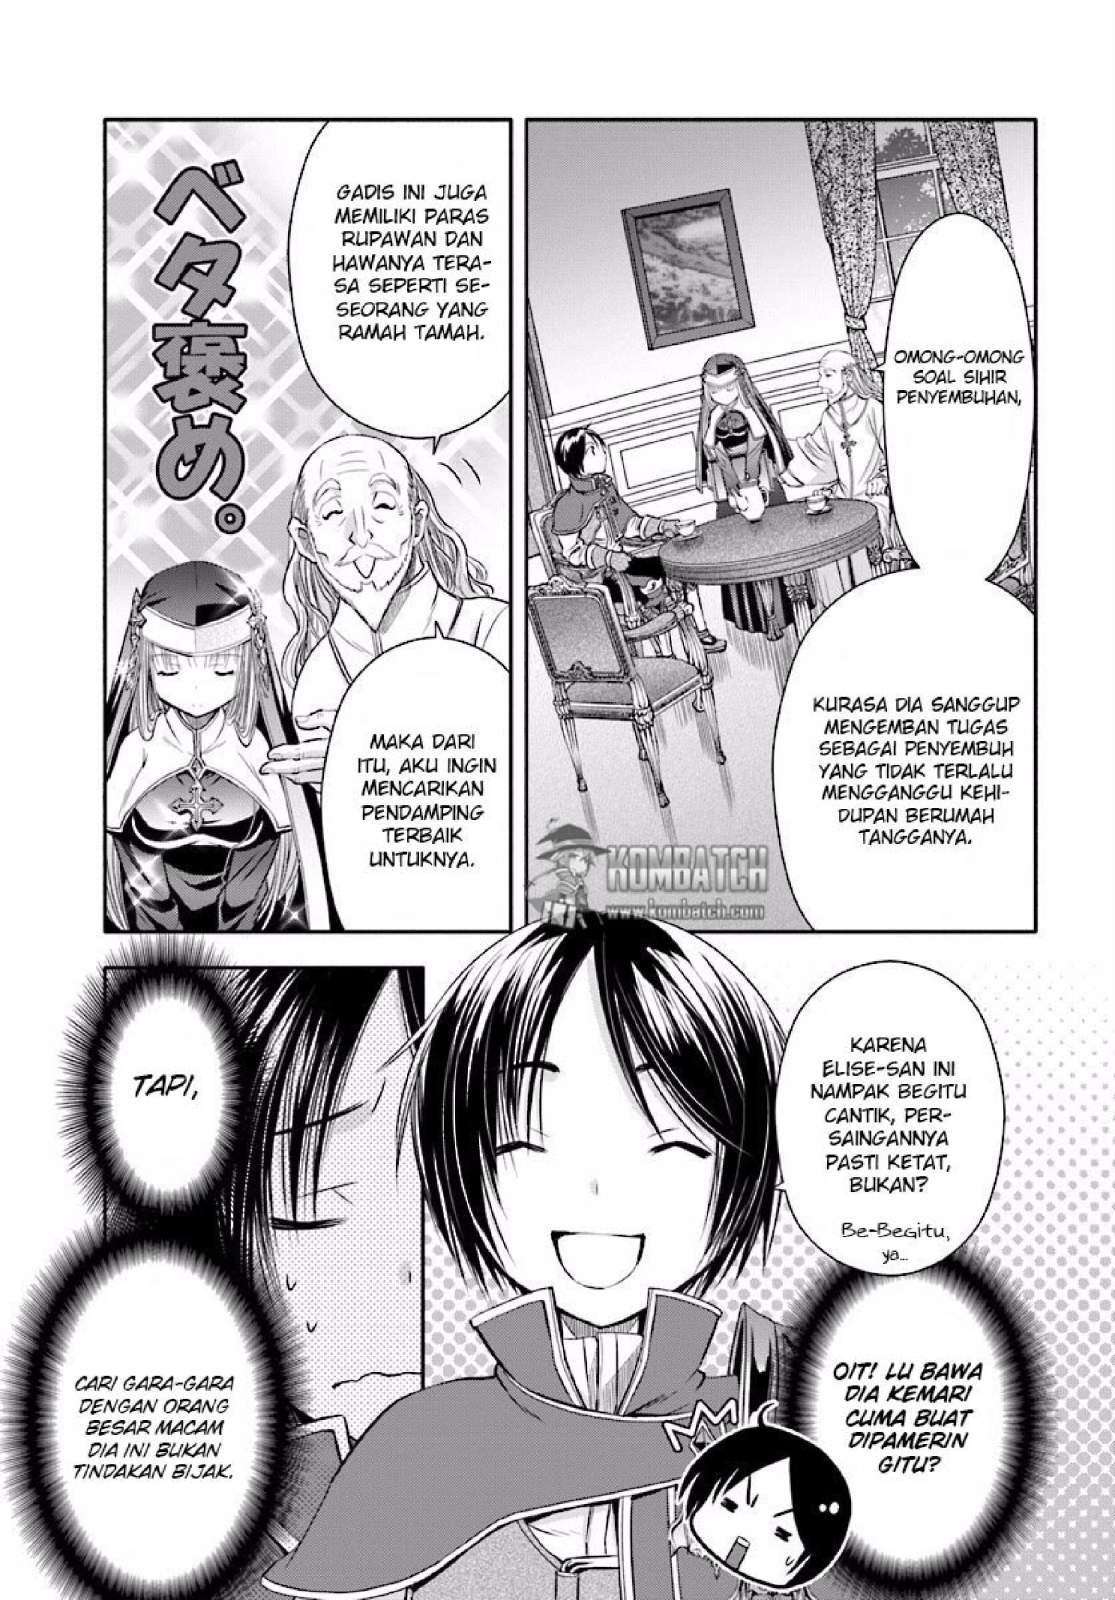 OMONG-OMONG
SOAL SIHIR
PENYEMBUHAN,
KURASA DIA SANGGUP
MENGEMBAN TUGAS
SEBAGAI PENYEMBUH
YANG TIDAK TERLALU
MENGGANGGU KEHI-
DUPAN BERUMAH
TANGGANYA.
GADIS INI JUGA
MEMILIKI PARAS
RUPAWAN DAN
HAWANYA TERA-
SA SEPERTI SE-
SEORANG YANG
RAMAH TAMAH.
ベタ褒め。
MAKA DARI
ITU, AKU INGIN
MENCARIKAN
PENDAMPING
TERBAIK
UNTUKNYA.
KOMBATCH
www.kombatch.com
KARENA
ELISE-SAN INI
NAMPAK BEGITU
CANTIK, PER-
SAINGANNYA
PASTI KETAT,
BUKAN?
Be-Begitu,
ya...
OIT! LU BAWA
DIA KEMARI
CUMA BUAT
DIPAMERIN
GITU?
TAPI,
CARI GARA-GARA
DENGAN ORANG
BESAR MACAM
DIA INI BUKAN
TINDAKAN BIJAK.